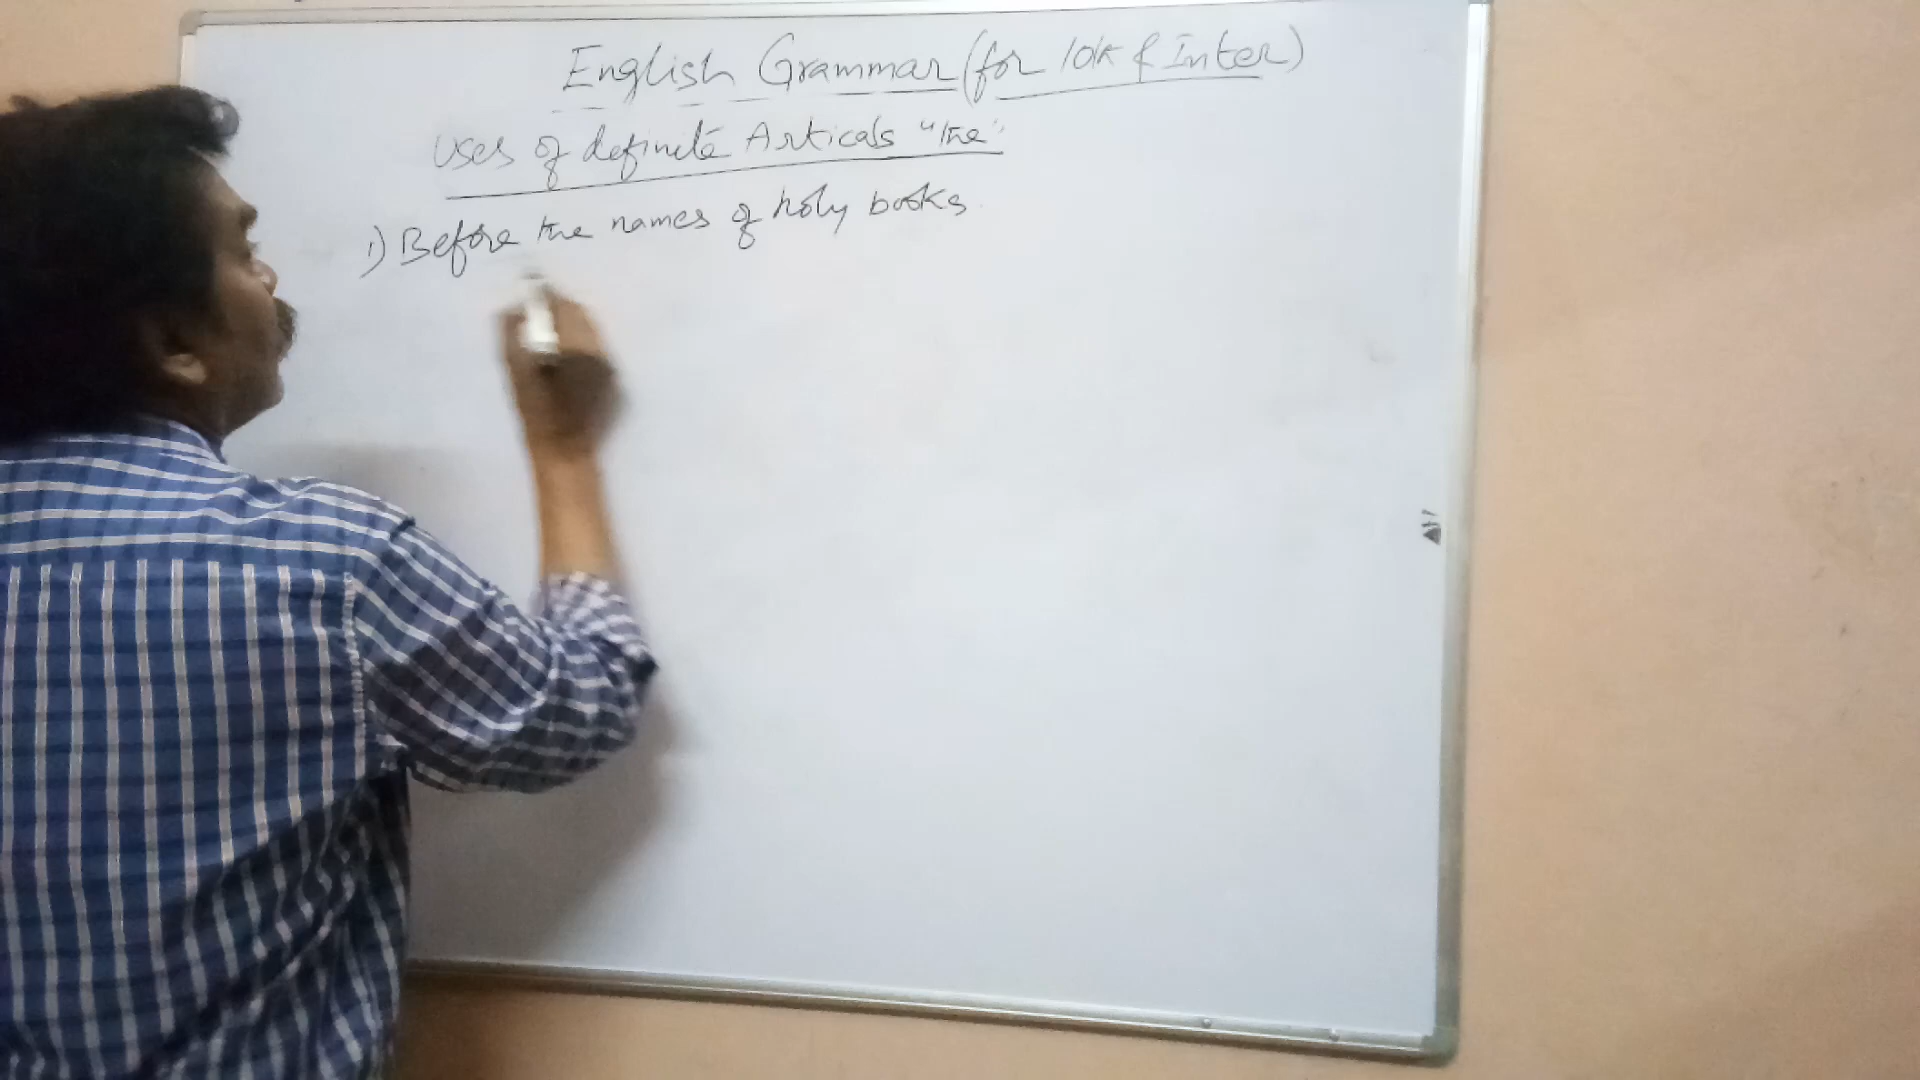 English Grammar (for 10th & Inter)
Uses of definite Articals "the"
1) Before the names of holy books